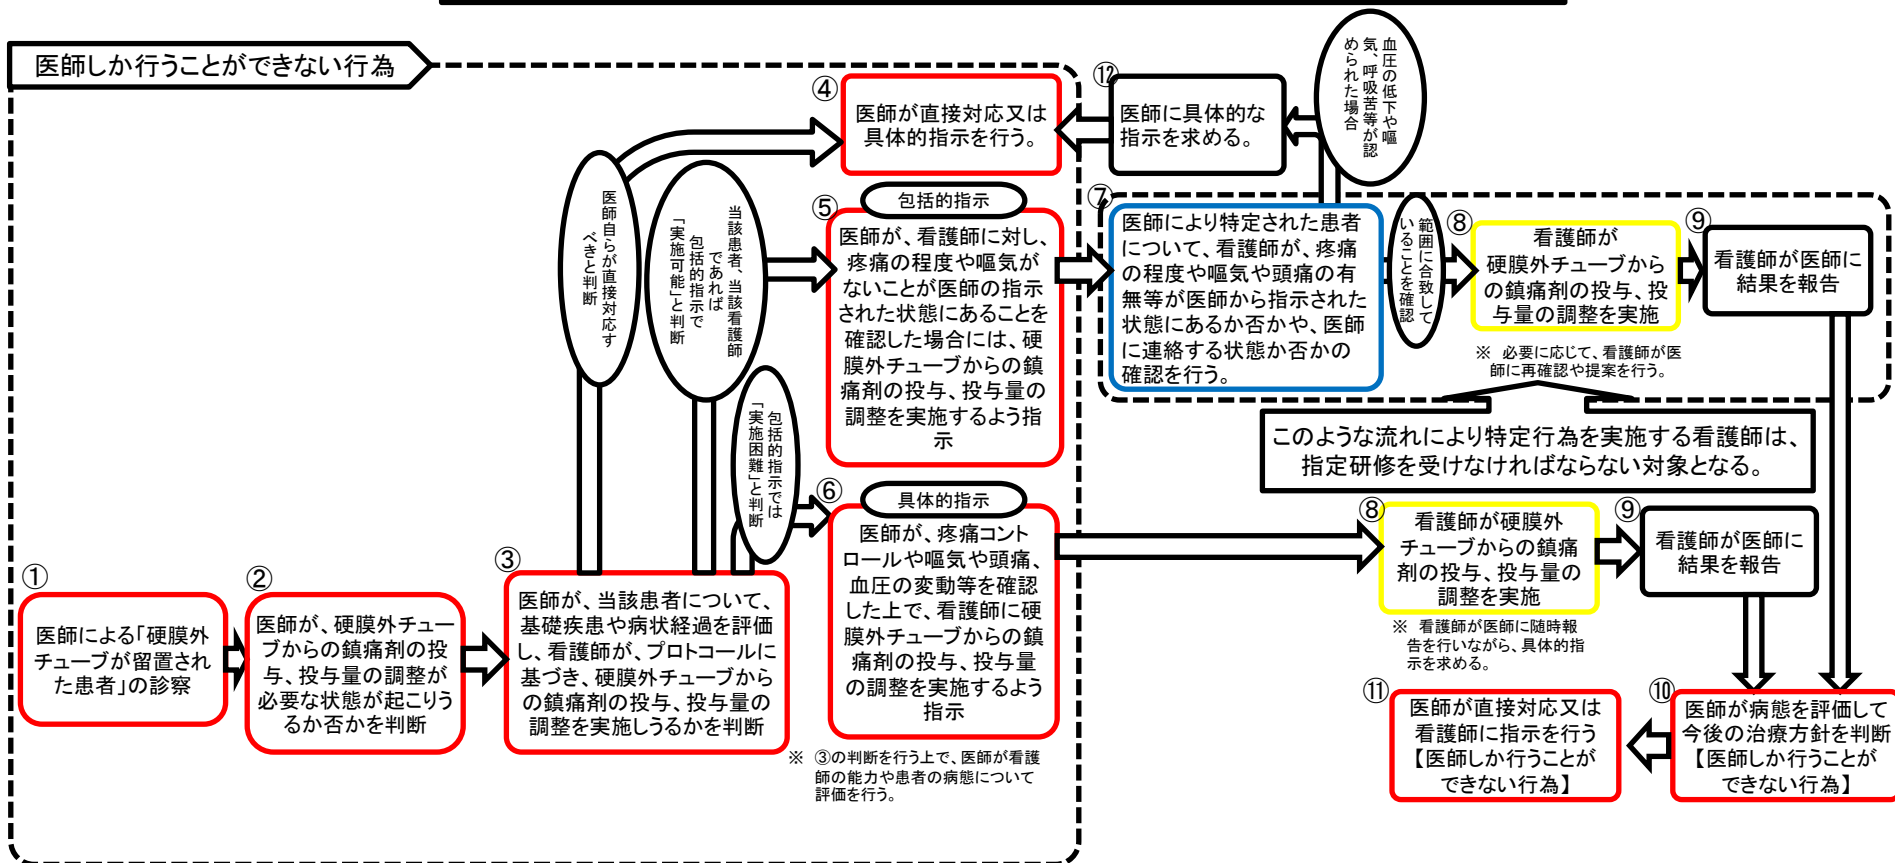 医師しか行うことができない行為
①
医師による「硬膜外
チューブが留置され
た患者」の診察
②
医師が、硬膜外チュー
ブからの鎮痛剤の投
与、投与量の調整が
必要な状態が起こりう
るか否かを判断
③
医師が、当該患者について、
基礎疾患や病状経過を評価
し、看護師が、プロトコールに
基づき、硬膜外チューブから
の鎮痛剤の投与、投与量の
調整を実施しうるかを判断
※ ③の判断を行う上で、医師が看護
師の能力や患者の病態について
評価を行う。
医師自らが直接対応す
べきと判断
当該患者、当該看護師
であれば
包括的指示で
「実施可能」と判断
包括的指示では
「実施困難」と判断
④
医師が直接対応又は
具体的指示を行う。
⑤
包括的指示
医師が、看護師に対し、
疼痛の程度や嘔気が
ないことが医師の指示
された状態にあることを
確認した場合には、硬
膜外チューブからの鎮
痛剤の投与、投与量の
調整を実施するよう指
示
⑥
具体的指示
医師が、疼痛コント
ロールや嘔気や頭痛、
血圧の変動等を確認
した上で、看護師に硬
膜外チューブからの鎮
痛剤の投与、投与量
の調整を実施するよう
指示
⑫
医師に具体的な
指示を求める。
血圧の低下や嘔
気、呼吸苦等が認
められた場合
⑦
医師により特定された患者
について、看護師が、疼痛
の程度や嘔気や頭痛の有
無等が医師から指示された
状態にあるか否かや、医師
に連絡する状態か否かの
確認を行う。
範囲に合致して
いることを確認
⑧
看護師が
硬膜外チューブから
の鎮痛剤の投与、投
与量の調整を実施
※ 必要に応じて、看護師が医
師に再確認や提案を行う。
⑨
看護師が医師に
結果を報告
このような流れにより特定行為を実施する看護師は、
指定研修を受けなければならない対象となる。
⑧
看護師が硬膜外
チューブからの鎮痛
剤の投与、投与量の
調整を実施
※ 看護師が医師に随時報
告を行いながら、具体的指
示を求める。
⑨
看護師が医師に
結果を報告
⑩
医師が病態を評価して
今後の治療方針を判断
【医師しか行うことが
できない行為】
⑪
医師が直接対応又は
看護師に指示を行う
【医師しか行うことが
できない行為】